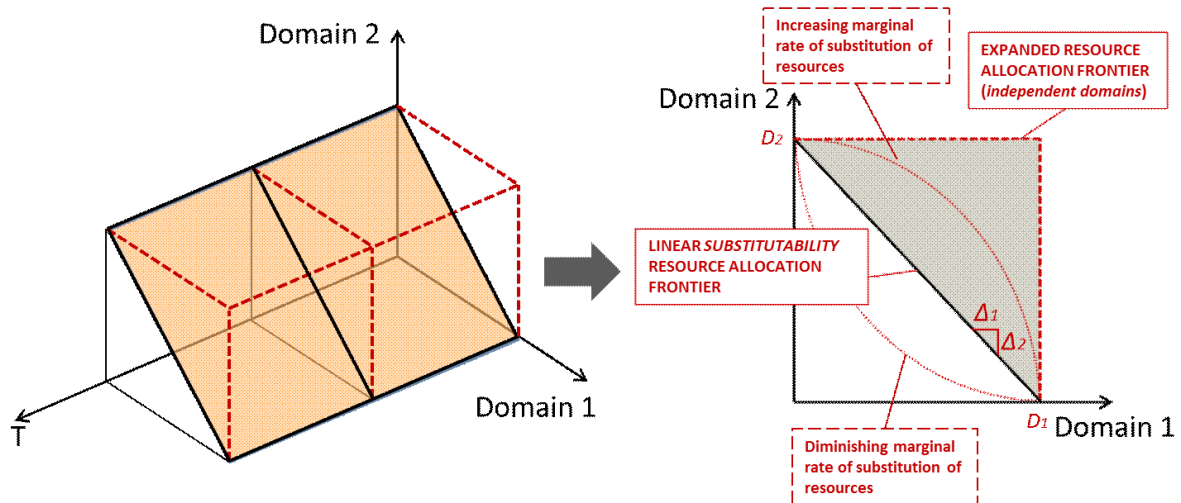 Domain 2
T
Domain 1
Increasing marginal
rate of substitution of
resources
EXPANDED RESOURCE
ALLOCATION FRONTIER
(independent domains)
Domain 2
D2
LINEAR SUBSTITUTABILITY
RESOURCE ALLOCATION
FRONTIER
Δ1
Δ2
D1
Domain 1
Diminishing marginal
rate of substitution of
resources